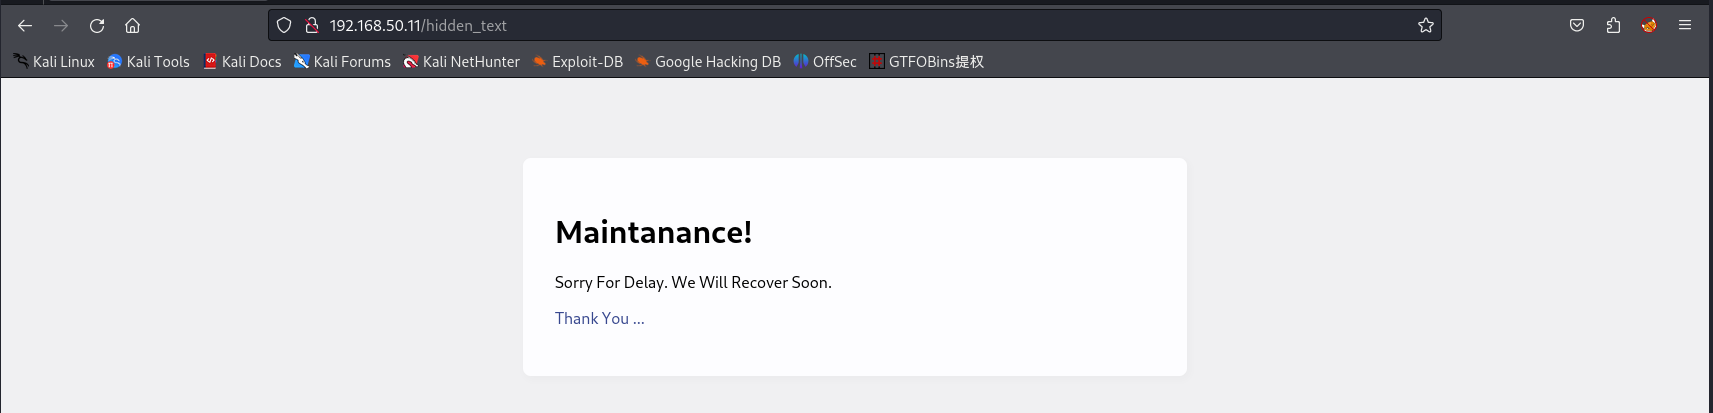 192.168.50.11/hidden_text
Kali Linux Kali Tools Kali Docs Kali Forums Kali NetHunter Exploit-DB Google Hacking DB OffSec GTFOBins提权
Maintanance!
Sorry For Delay. We Will Recover Soon.
Thank You ...